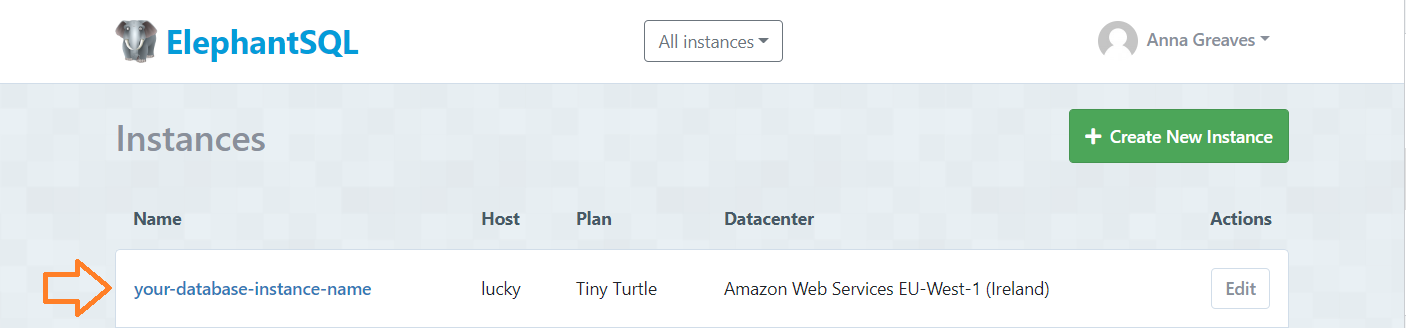 ElephantSQL All instances Anna Greaves
Instances + Create New Instance
Name Host Plan Datacenter Actions
your-database-instance-name lucky Tiny Turtle Amazon Web Services EU-West-1 (Ireland) Edit